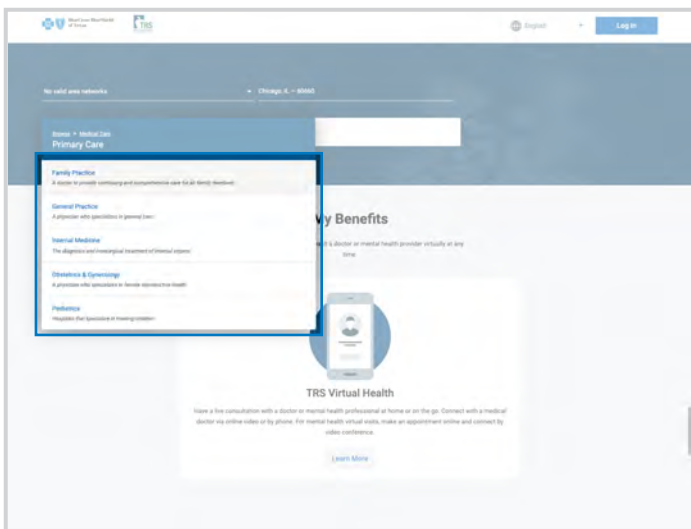 BlueCross BlueShield
of Texas
TRS
English
Log In
No valid area networks
Chicago, IL — 60660
Browse > Medical Care
Primary Care
Family Practice
A doctor to provide continuing and comprehensive care for all family members
General Practice
A physician who specializes in general care
Internal Medicine
The diagnosis and nonsurgical treatment of internal
Obstetrics & Gynecology
A physician who specializes in female reproductive health
Pediatrics
that specialize in treating children
My Benefits
a doctor or mental health provider virtually at any
time
TRS Virtual Health
Have a live consultation with a doctor or mental health professional at home or on the go. Connect with a medical
doctor via online video or by phone. For mental health virtual visits, make an appointment online and connect by
video conference.
Learn More